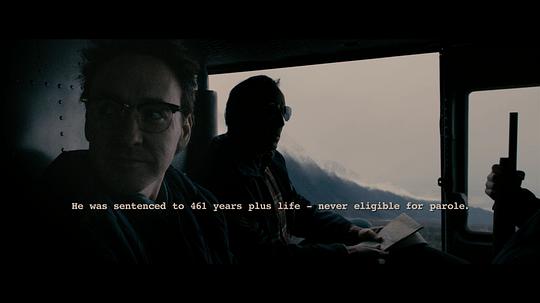 He was sentenced to 461 years plus life – never eligible for parole.